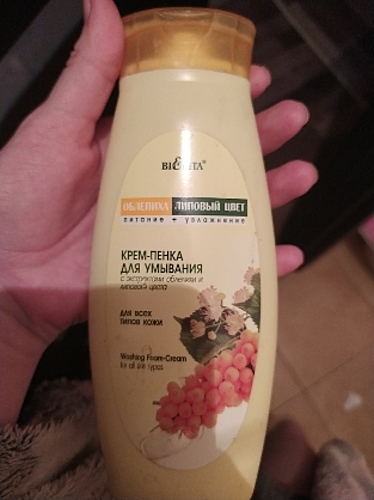 BIЄLITA®
ОБЛЕПИХА ЛИПОВЫЙ ЦВЕТ
питание + увлажнение
КРЕМ-ПЕНКА
ДЛЯ УМЫВАНИЯ
с экстрактами облепихи и
липового цвета
ДЛЯ ВСЕХ
ТИПОВ КОЖИ
Washing Foam-Cream
for all skin types